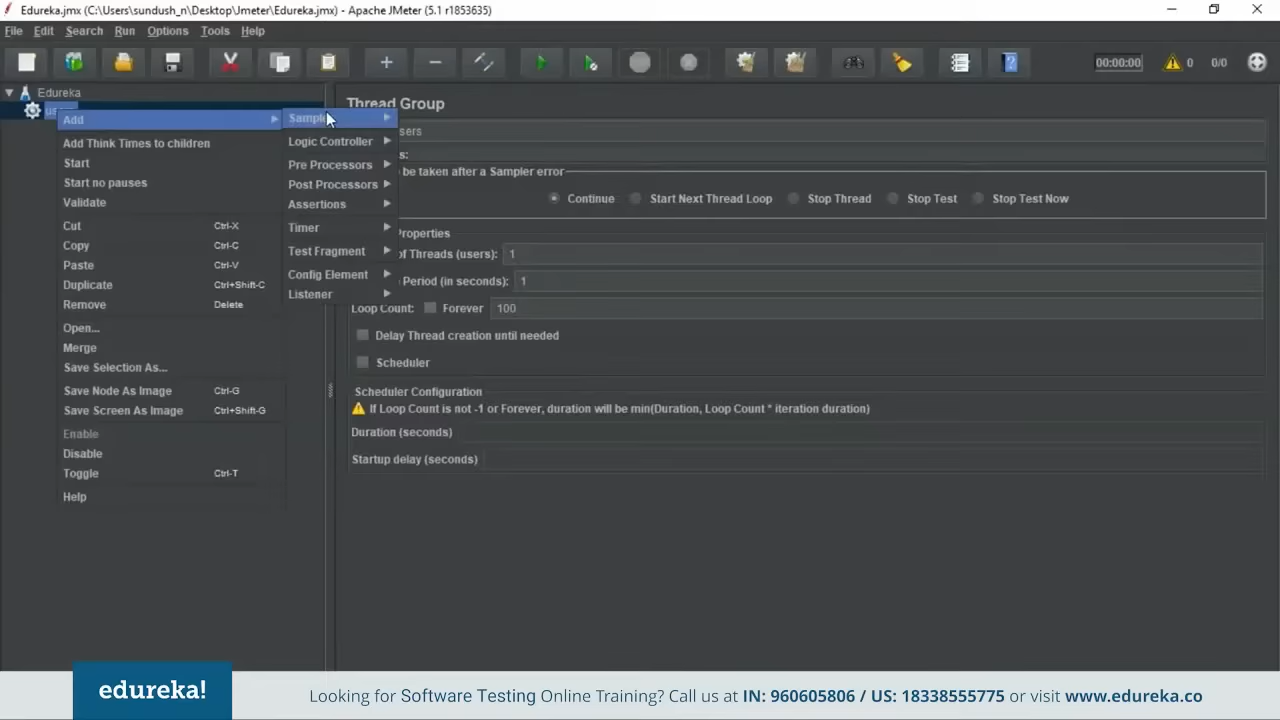 Edureka.jmx (C:\Users\sundush_n\Desktop\Jmeter\Edureka.jmx) - Apache JMeter (5.1 r1853635)
File Edit Search Run Options Tools Help
00:00:00 0 0/0
Edureka
Thread Group
Add
Sampler
sers
Add Think Times to children
Logic Controller
s:
Start
Pre Processors
be taken after a Sampler error
Start no pauses
Post Processors
Continue Start Next Thread Loop Stop Thread Stop Test Stop Test Now
Validate
Assertions
Cut Ctrl-X
Timer
Properties
Copy Ctrl-C
Test Fragment
of Threads (users): 1
Paste Ctrl-V
Config Element
Period (in seconds): 1
Duplicate Ctrl+Shift-C
Listener
Remove Delete
Loop Count: Forever 100
Open...
Delay Thread creation until needed
Merge
Save Selection As...
Scheduler
Save Node As Image Ctrl-G
Scheduler Configuration
Save Screen As Image Ctrl+Shift-G
If Loop Count is not -1 or Forever, duration will be min(Duration, Loop Count * iteration duration)
Enable
Duration (seconds)
Disable
Startup delay (seconds)
Toggle Ctrl-T
Help
edureka!
Looking for Software Testing Online Training? Call us at IN: 960605806 / US: 18338555775 or visit www.edureka.co